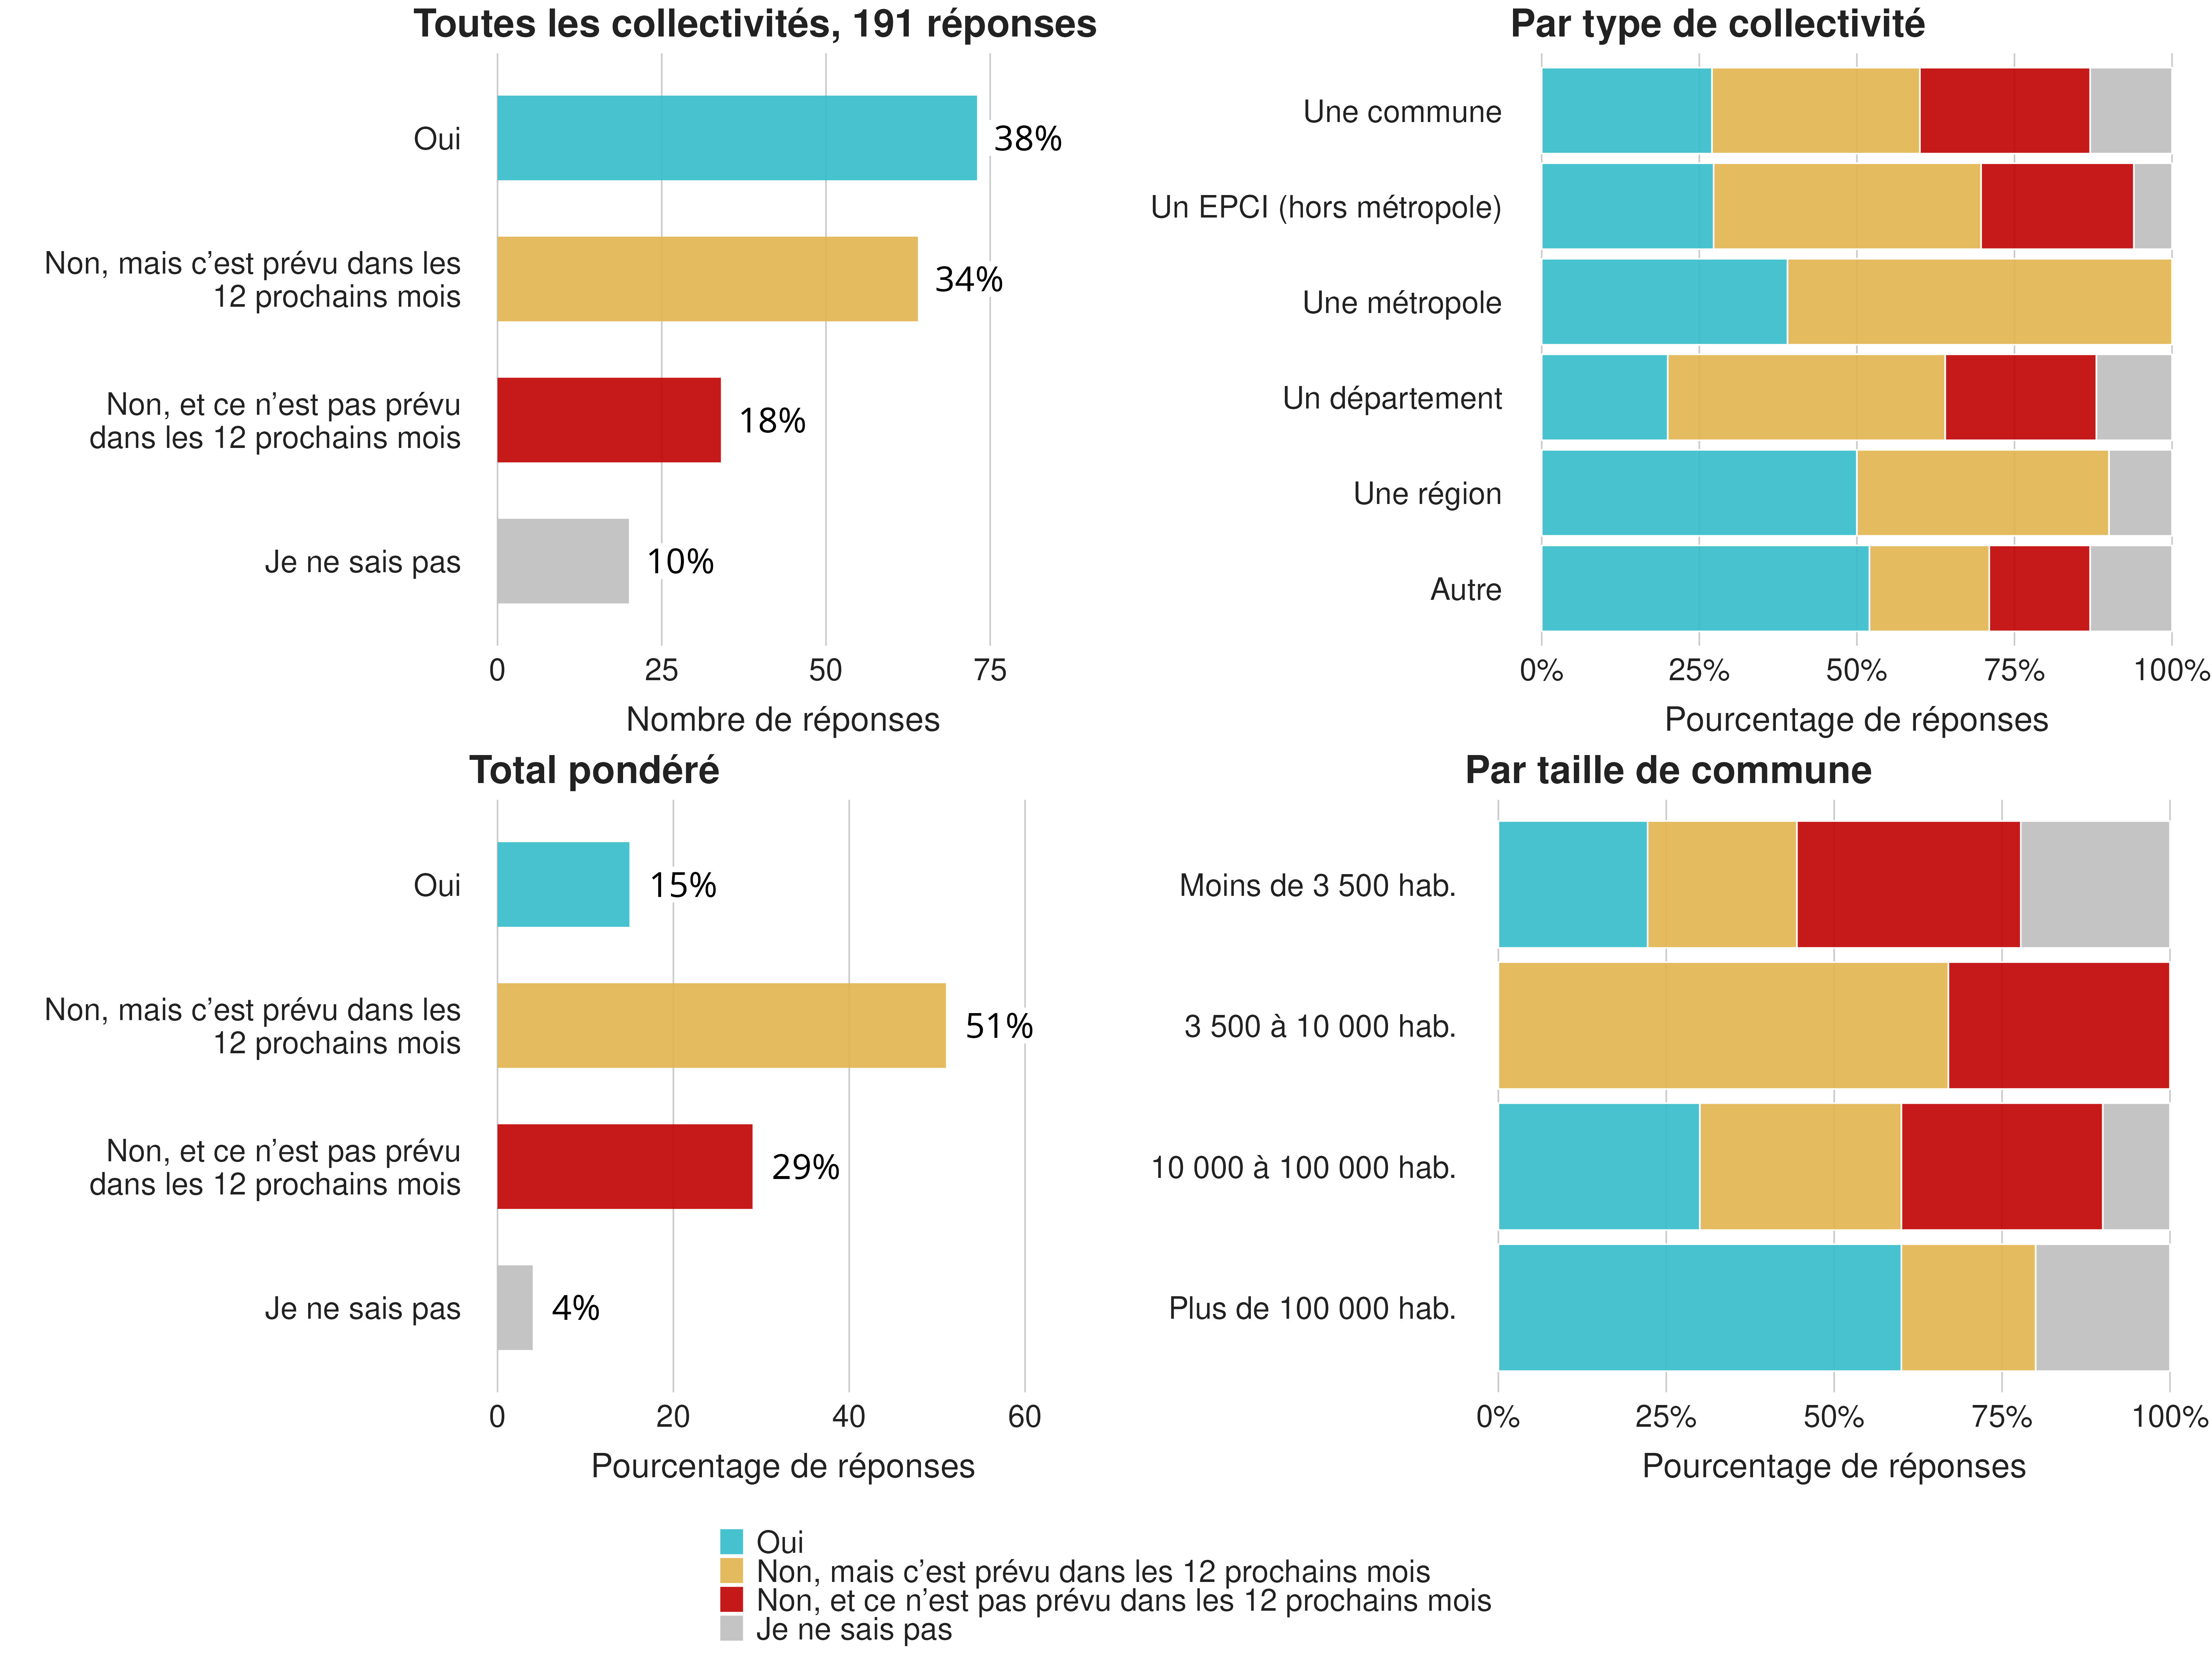 Toutes les collectivités, 191 réponses
Oui
38%
Non, mais c’est prévu dans les
12 prochains mois
34%
Non, et ce n’est pas prévu
dans les 12 prochains mois
18%
Je ne sais pas
10%
0 25 50 75
Nombre de réponses
Par type de collectivité
Une commune
Un EPCI (hors métropole)
Une métropole
Un département
Une région
Autre
0% 25% 50% 75% 100%
Pourcentage de réponses
Total pondéré
Oui
15%
Non, mais c’est prévu dans les
12 prochains mois
51%
Non, et ce n’est pas prévu
dans les 12 prochains mois
29%
Je ne sais pas
4%
0 20 40 60
Pourcentage de réponses
Par taille de commune
Moins de 3 500 hab.
3 500 à 10 000 hab.
10 000 à 100 000 hab.
Plus de 100 000 hab.
0% 25% 50% 75% 100%
Pourcentage de réponses
Oui
Non, mais c’est prévu dans les 12 prochains mois
Non, et ce n’est pas prévu dans les 12 prochains mois
Je ne sais pas